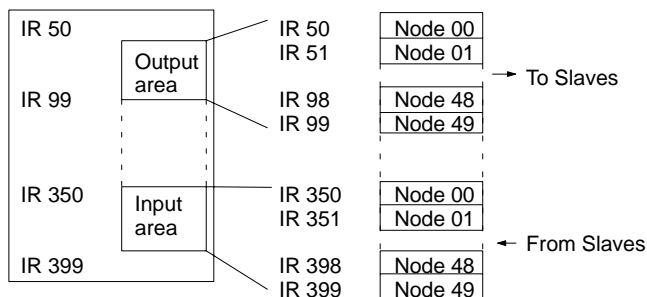 IR 50
IR 99
IR 350
IR 399
Output
area
Input
area
IR 50 Node 00
IR 51 Node 01
To Slaves
IR 98 Node 48
IR 99 Node 49
IR 350 Node 00
IR 351 Node 01
From Slaves
IR 398 Node 48
IR 399 Node 49